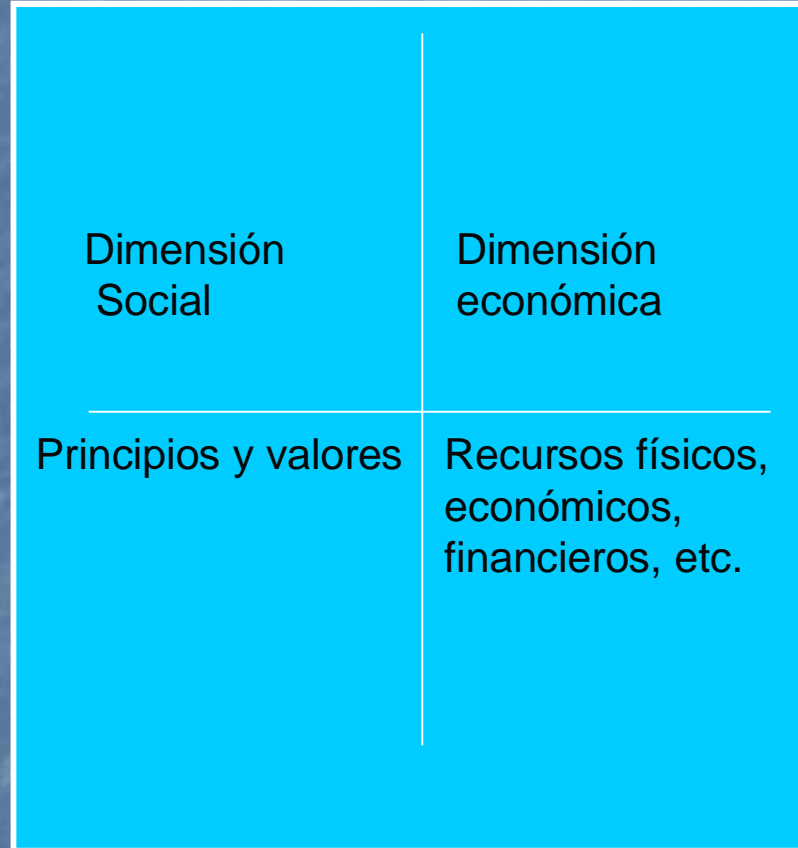 Dimensión
Social
Dimensión
económica
Principios y valores
Recursos físicos,
económicos,
financieros, etc.